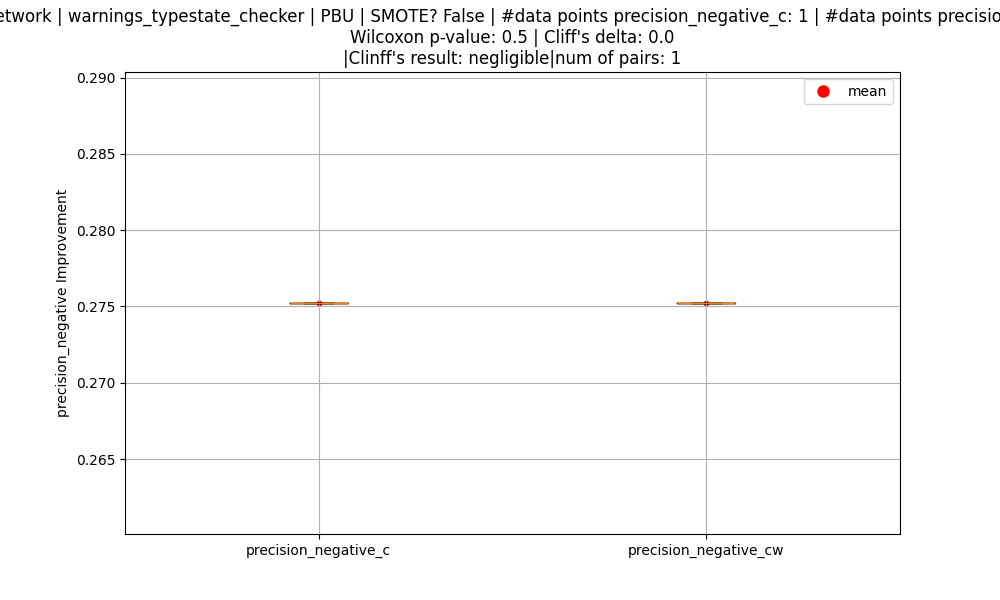 | warnings_typestate_checker | PBU | SMOTE? False | #data points precision_negative_c: 1 | #data points
Wilcoxon p-value: 0.5 | Cliff's delta: 0.0
|Clinff's result: negligible|num of pairs: 1
mean
0.290
0.285
0.280
0.275
0.270
0.265
precision_negative Improvement
precision_negative_c
precision_negative_cw